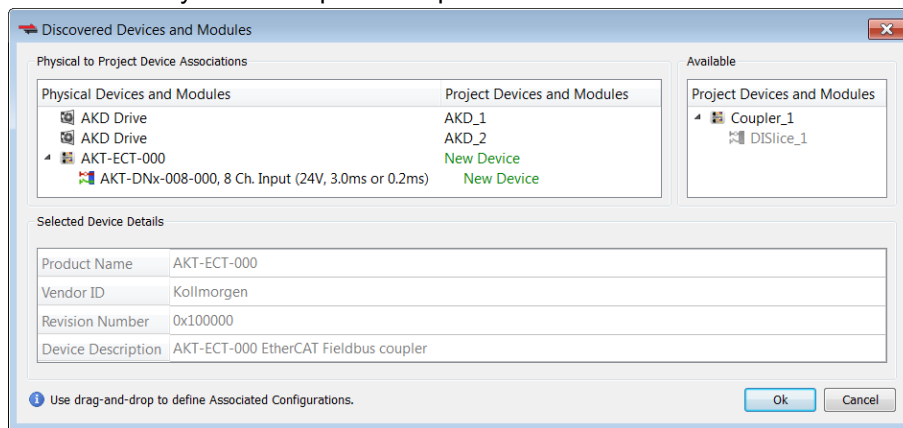 Discovered Devices and Modules
Physical to Project Device Associations
Available
Physical Devices and Modules Project Devices and Modules
Project Devices and Modules
AKD Drive AKD_1
Coupler_1
AKD Drive AKD_2
DISlice_1
AKT-ECT-000 New Device
AKT-DNx-008-000, 8 Ch. Input (24V, 3.0ms or 0.2ms) New Device
Selected Device Details
Product Name AKT-ECT-000
Vendor ID Kollmorgen
Revision Number 0x100000
Device Description AKT-ECT-000 EtherCAT Fieldbus coupler
Use drag-and-drop to define Associated Configurations.
Ok Cancel